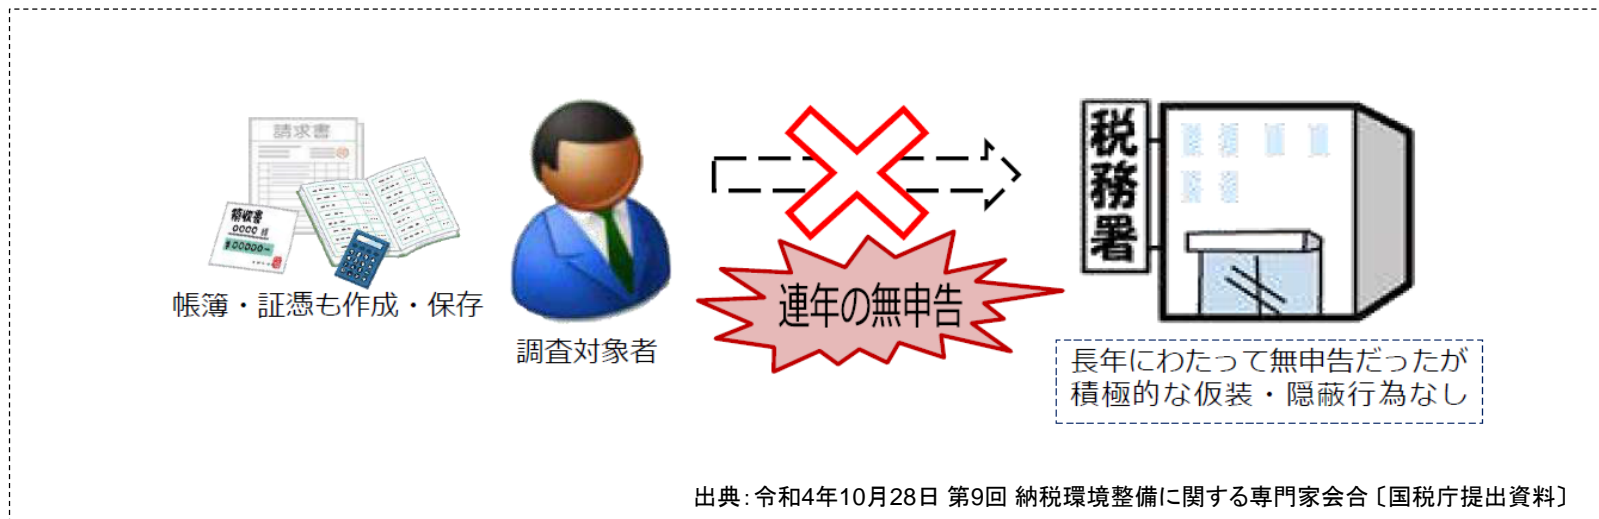 請求書
領収書
帳簿・証憑も作成・保存
調査対象者
連年の無申告
税務署
長年にわたって無申告だったが
積極的な仮装・隠蔽行為なし
出典:令和4年10月28日 第9回 納税環境整備に関する専門家会合〔国税庁提出資料〕